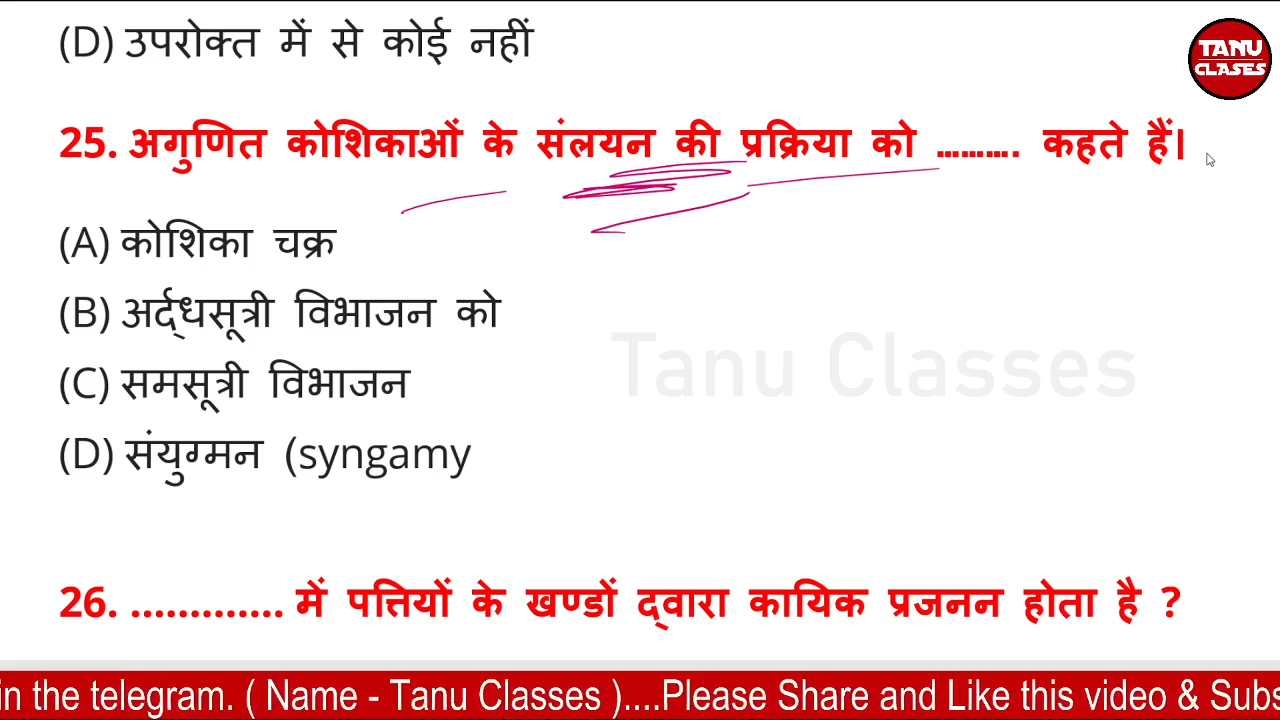 (D) उपरोक्त में से कोई नहीं
TANU
CLASES
25. अगुणित कोशिकाओं के संलयन की प्रक्रिया को .......... कहते हैं।
(A) कोशिका चक्र
(B) अर्द्धसूत्री विभाजन को
(C) समसूत्री विभाजन
Tanu Classes
(D) संयुग्मन (syngamy
26. ............. में पत्तियों के खण्डों द्वारा कायिक प्रजनन होता है ?
in the telegram. ( Name - Tanu Classes )....Please Share and Like this video & Subs